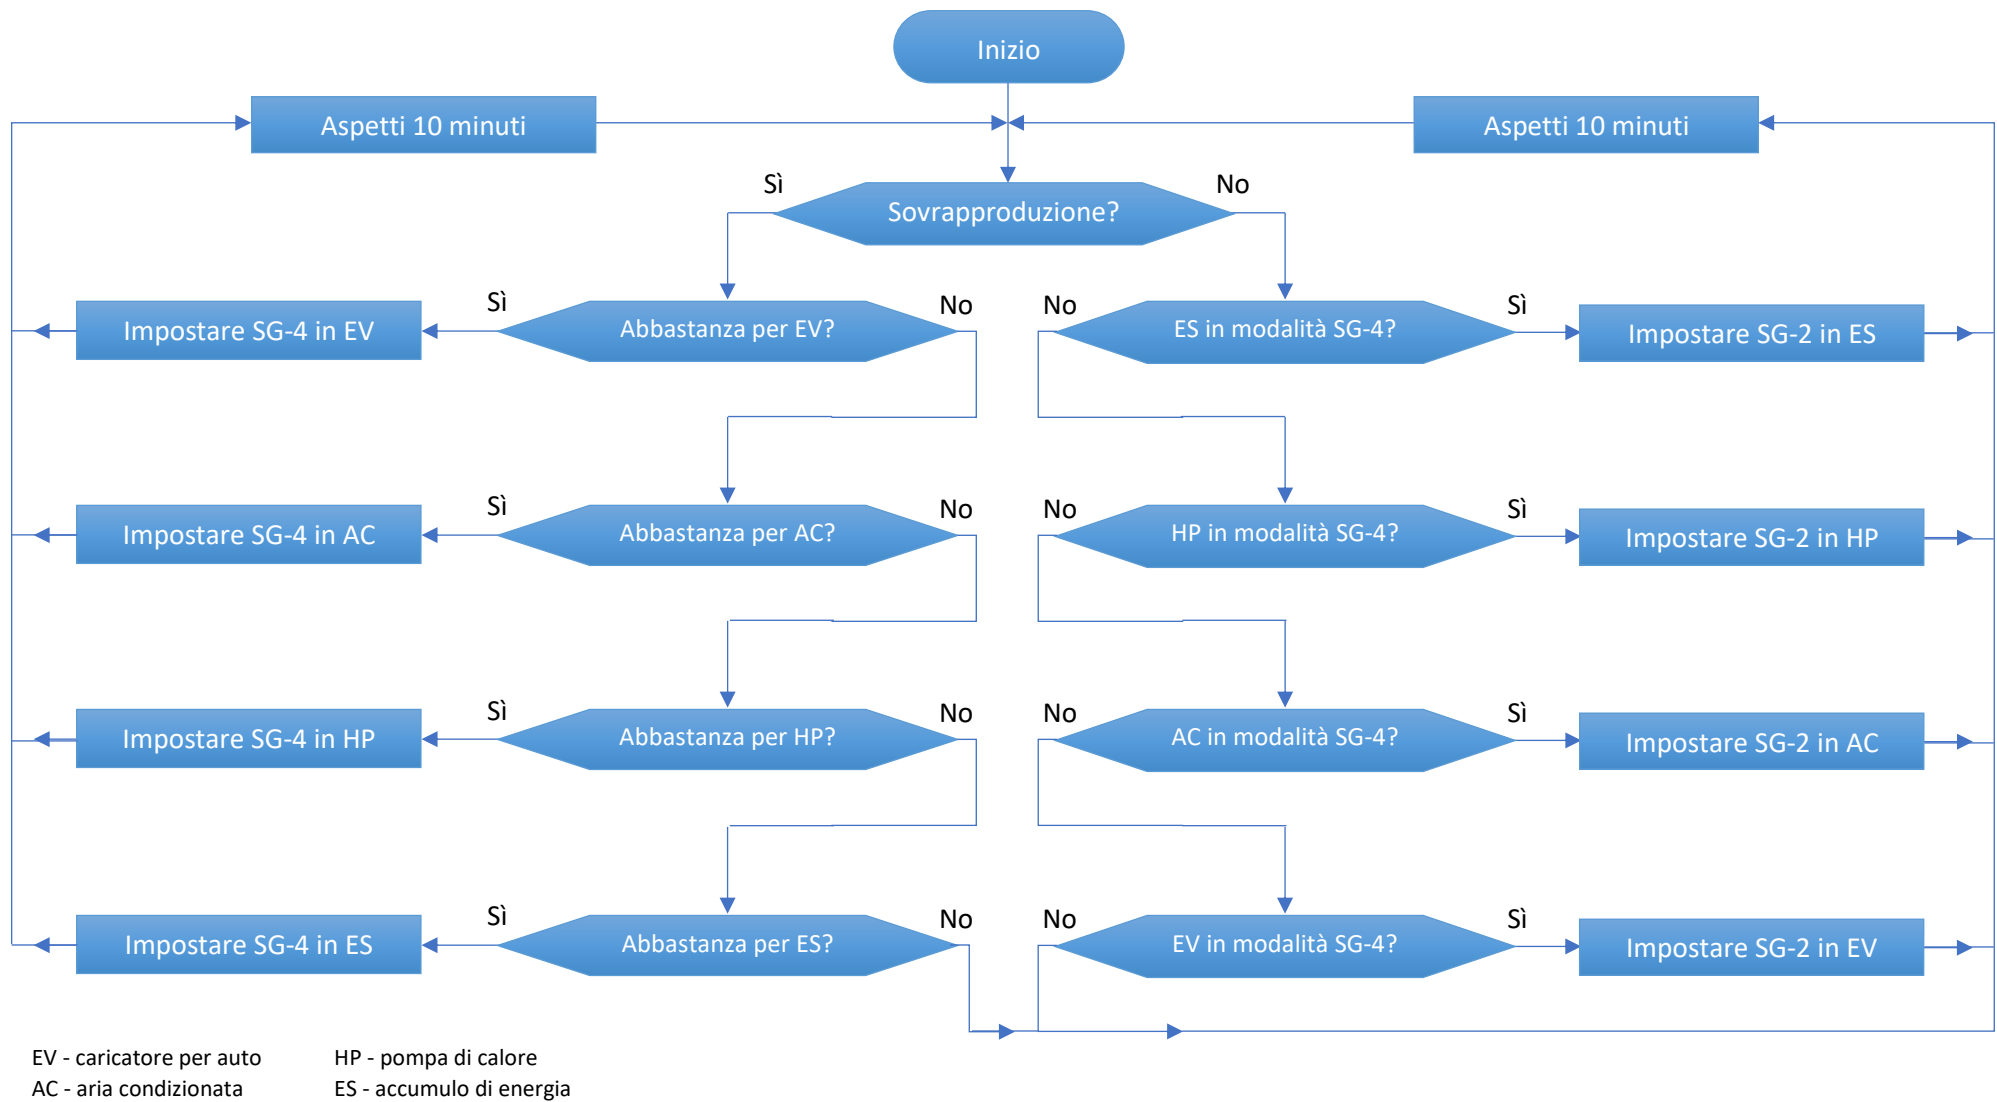 Inizio
Aspetti 10 minuti
Aspetti 10 minuti
Sì
No
Sovrapproduzione?
Impostare SG-4 in EV
Sì
Abbastanza per EV?
No
No
ES in modalità SG-4?
Sì
Impostare SG-2 in ES
Impostare SG-4 in AC
Sì
Abbastanza per AC?
No
No
HP in modalità SG-4?
Sì
Impostare SG-2 in HP
Impostare SG-4 in HP
Sì
Abbastanza per HP?
No
No
AC in modalità SG-4?
Sì
Impostare SG-2 in AC
Impostare SG-4 in ES
Sì
Abbastanza per ES?
No
No
EV in modalità SG-4?
Sì
Impostare SG-2 in EV
EV - caricatore per auto
HP - pompa di calore
AC - aria condizionata
ES - accumulo di energia